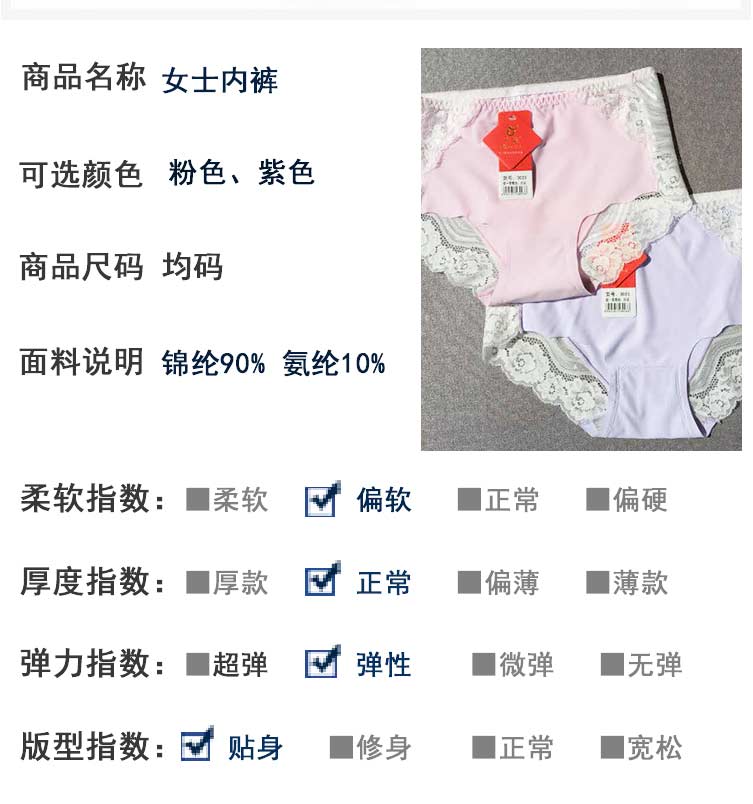 商品名称 女士内裤
可选颜色 粉色、紫色
商品尺码 均码
面料说明 锦纶90% 氨纶10%
柔软指数： 柔软 偏软 正常 偏硬
厚度指数： 厚款 正常 偏薄 薄款
弹力指数： 超弹 弹性 微弹 无弹
版型指数： 贴身 修身 正常 宽松